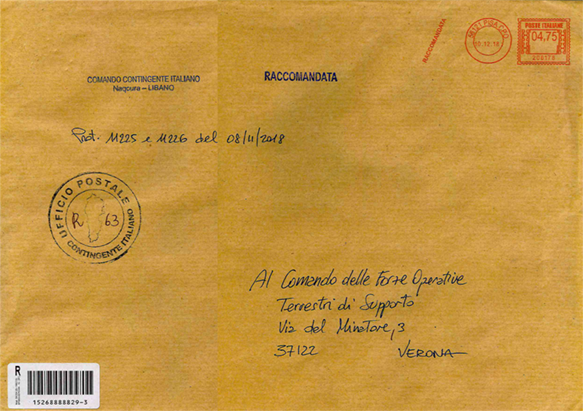 POSTE ITALIANE
04,75
RACCOMANDATA
COMANDO CONTINGENTE ITALIANO
Naqoura – LIBANO
RACCOMANDATA
Prot. M225 e M226 del 08/11/2018
UFFICIO POSTALE
R 63
CONTINGENTE ITALIANO
Al Comando delle Forze Operative
Terrestri di Supporto
Via del Minatore, 3
37122 VERONA
R
15268888829-3